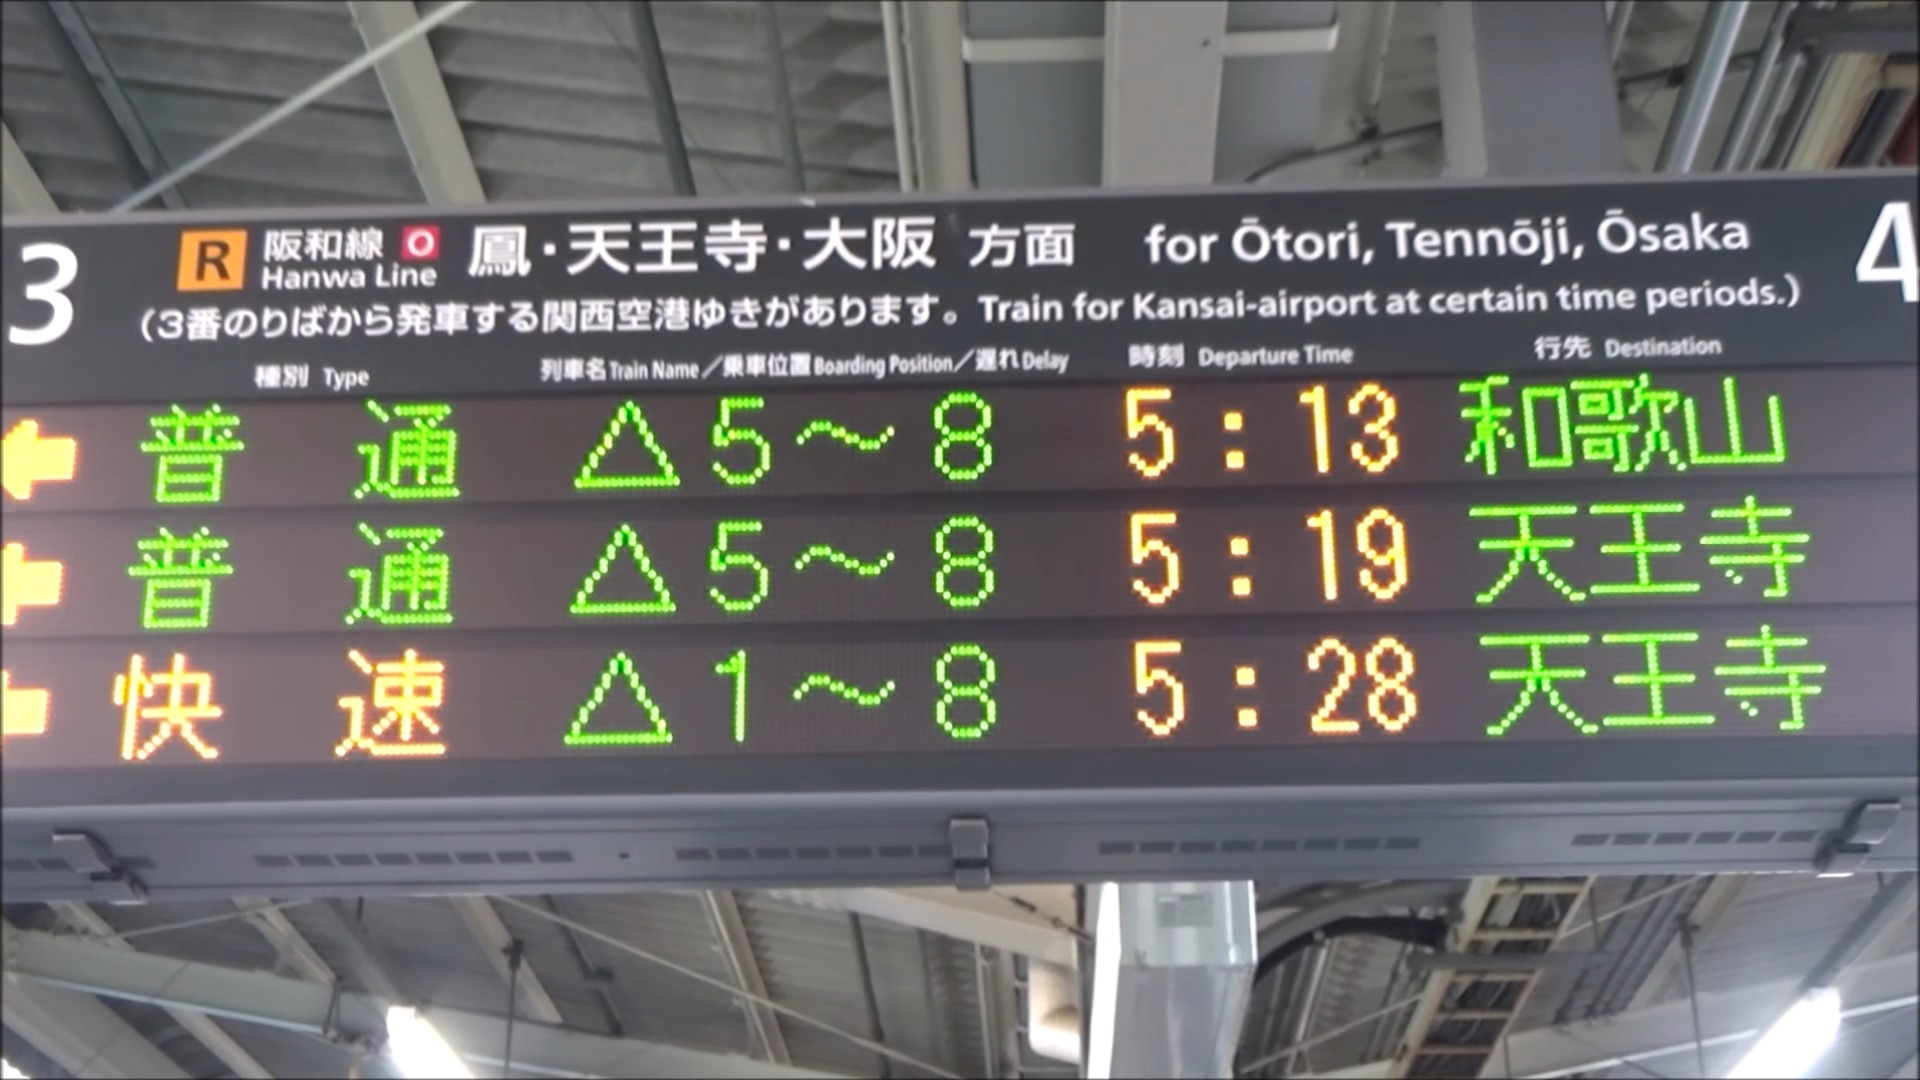 3 R 阪和線 O 鳳・天王寺・大阪 方面 for Ōtori, Tennōji, Ōsaka 4
Hanwa Line
(3番のりばから発車する関西空港ゆきがあります。Train for Kansai-airport at certain time periods.)
種別 Type 列車名 Train Name／乗車位置 Boarding Position／遅れ Delay 時刻 Departure Time 行先 Destination
← 普通 △5〜8 5:13 和歌山
← 普通 △5〜8 5:19 天王寺
← 快速 △1〜8 5:28 天王寺